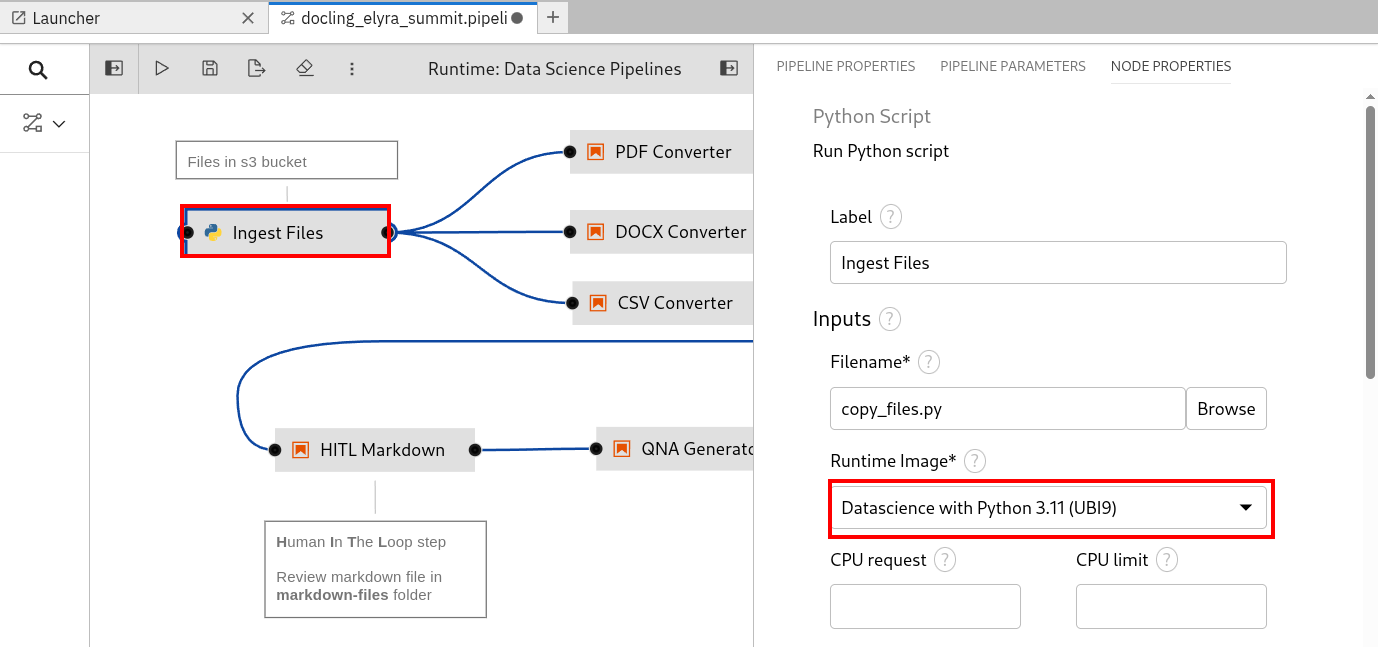 Launcher
docling_elyra_summit.pipeli
Runtime: Data Science Pipelines
PIPELINE PROPERTIES
PIPELINE PARAMETERS
NODE PROPERTIES
Files in s3 bucket
Ingest Files
PDF Converter
DOCX Converter
CSV Converter
HITL Markdown
QNA Generato
Human In The Loop step
Review markdown file in
markdown-files folder
Python Script
Run Python script
Label ?
Ingest Files
Inputs ?
Filename* ?
copy_files.py
Browse
Runtime Image* ?
Datascience with Python 3.11 (UBI9)
CPU request ?
CPU limit ?